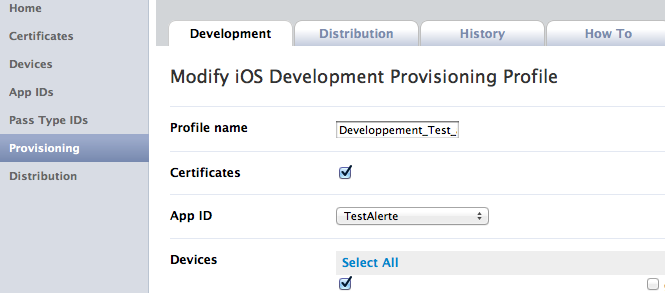 Home
Certificates
Devices
App IDs
Pass Type IDs
Provisioning
Distribution
Development Distribution History How To
Modify iOS Development Provisioning Profile
Profile name Developpement_Test_
Certificates
App ID TestAlerte
Devices Select All